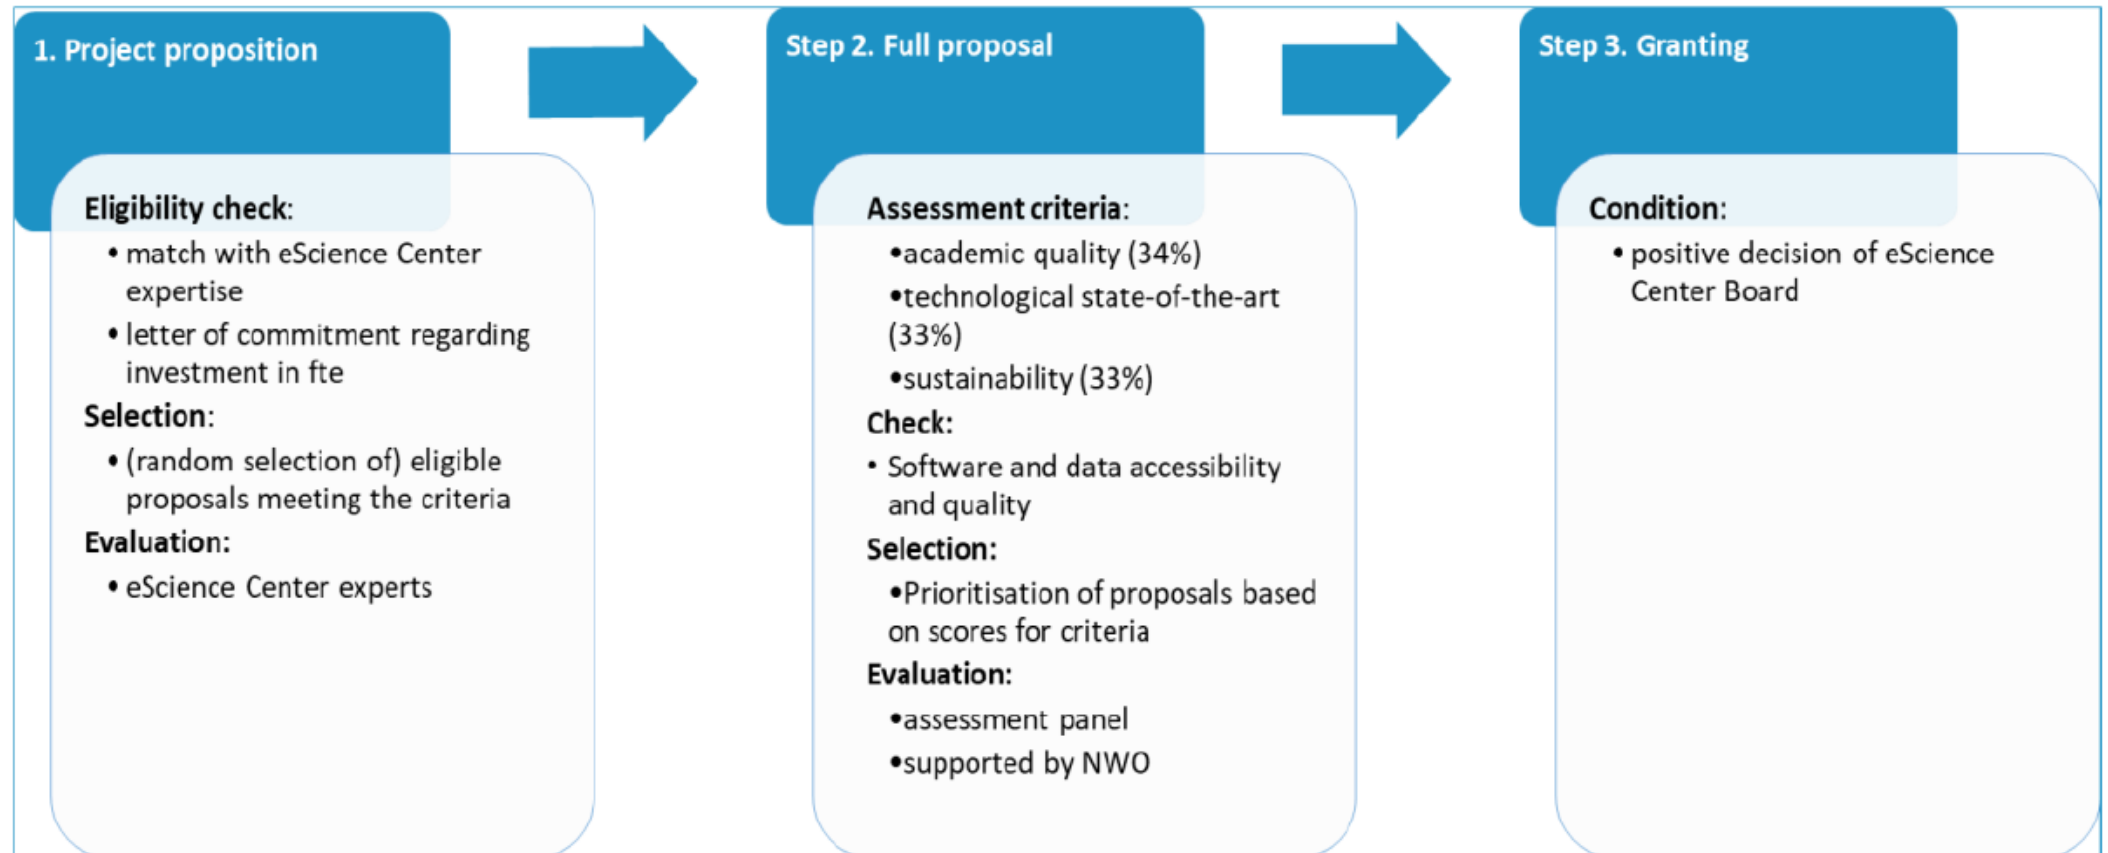 1. Project proposition
Eligibility check:
• match with eScience Center
expertise
• letter of commitment regarding
investment in fte
Selection:
• (random selection of) eligible
proposals meeting the criteria
Evaluation:
• eScience Center experts
Step 2. Full proposal
Assessment criteria:
•academic quality (34%)
•technological state-of-the-art
(33%)
•sustainability (33%)
Check:
• Software and data accessibility
and quality
Selection:
•Prioritisation of proposals based
on scores for criteria
Evaluation:
•assessment panel
•supported by NWO
Step 3. Granting
Condition:
• positive decision of eScience
Center Board